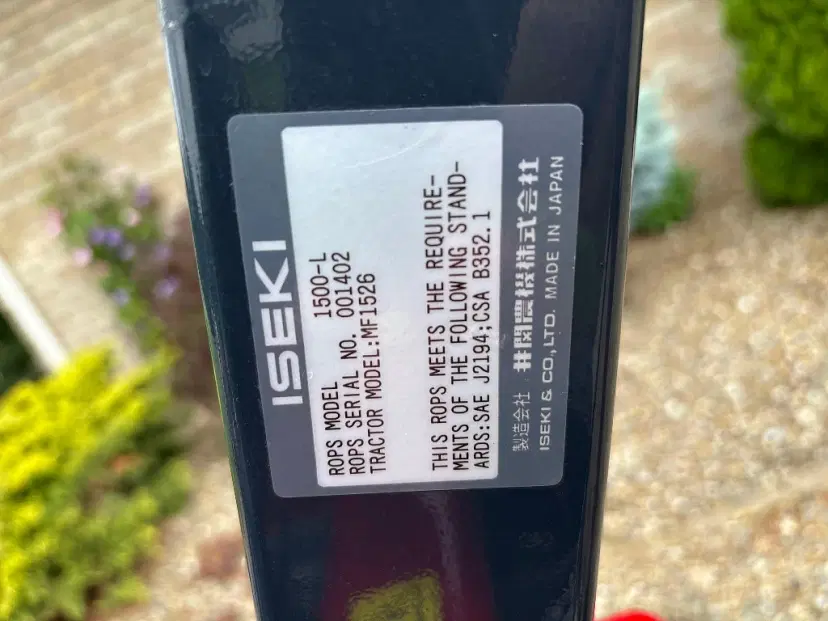 ISEKI
ROPS MODEL 1500-L
ROPS SERIAL NO. 001402
TRACTOR MODEL:MF1526
THIS ROPS MEETS THE REQUIRE-
MENTS OF THE FOLLOWING STAND-
ARDS:SAE J2194;CSA B352.1
製造会社 井関農機株式会社
ISEKI & CO.,LTD. MADE IN JAPAN